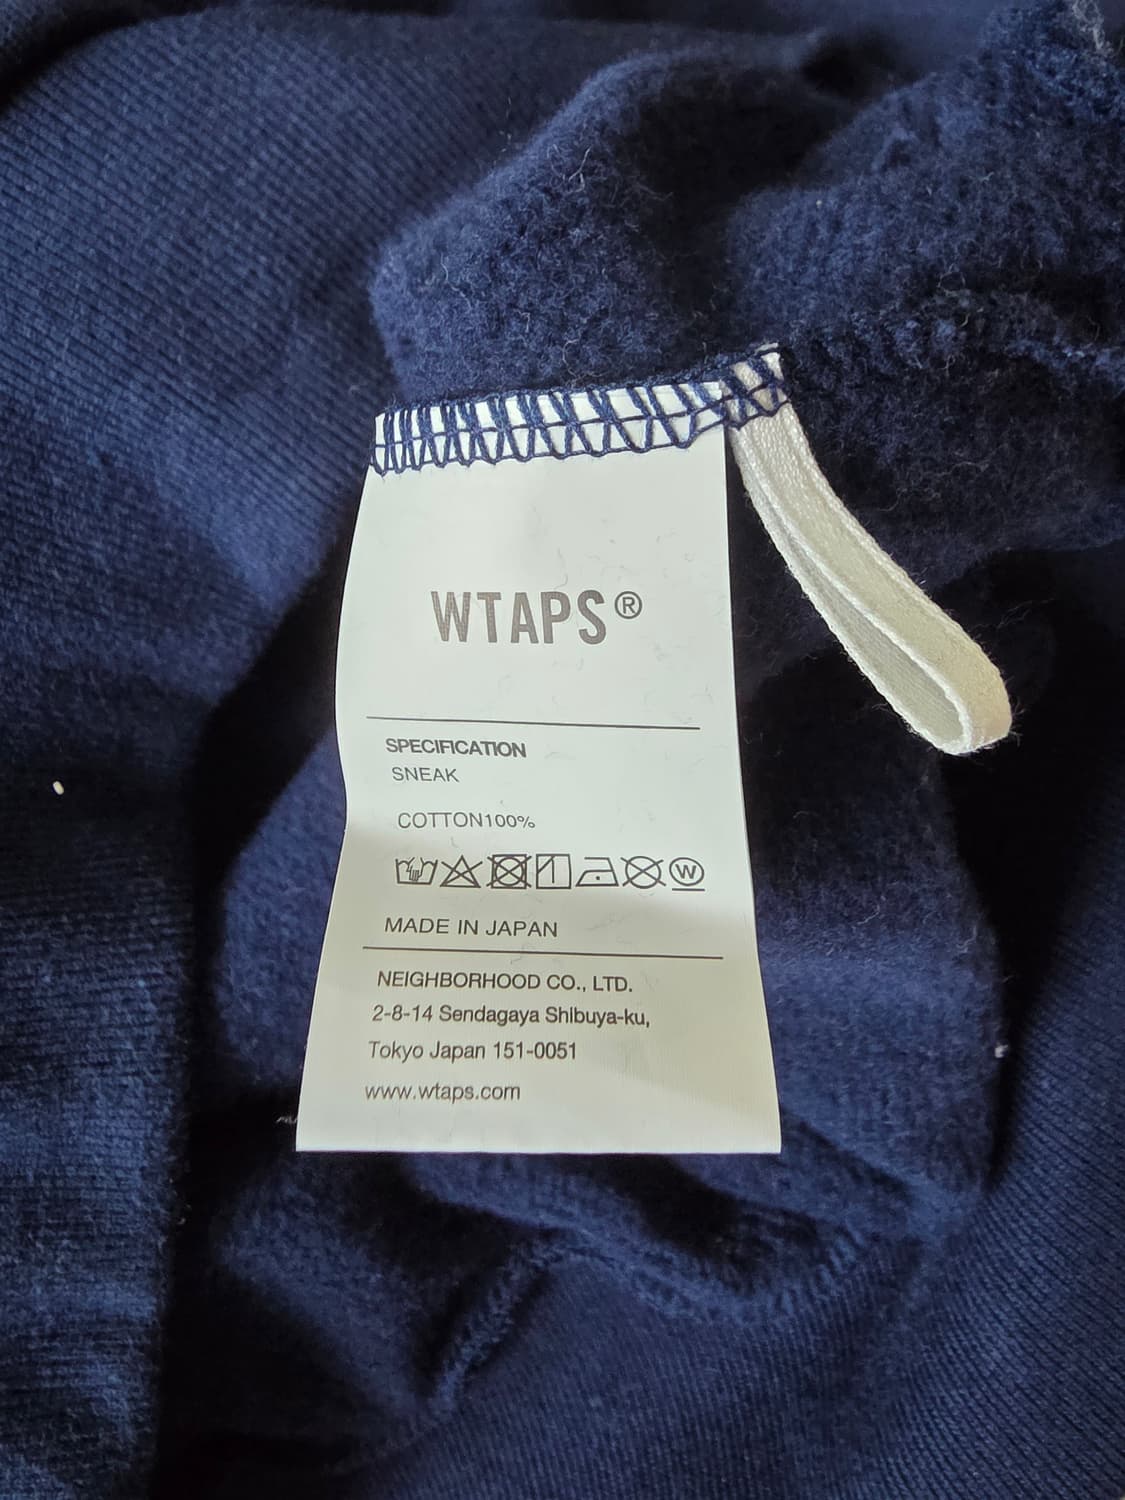 WTAPS®
SPECIFICATION
SNEAK
COTTON100%
W
MADE IN JAPAN
NEIGHBORHOOD CO., LTD.
2-8-14 Sendagaya Shibuya-ku,
Tokyo Japan 151-0051
www.wtaps.com